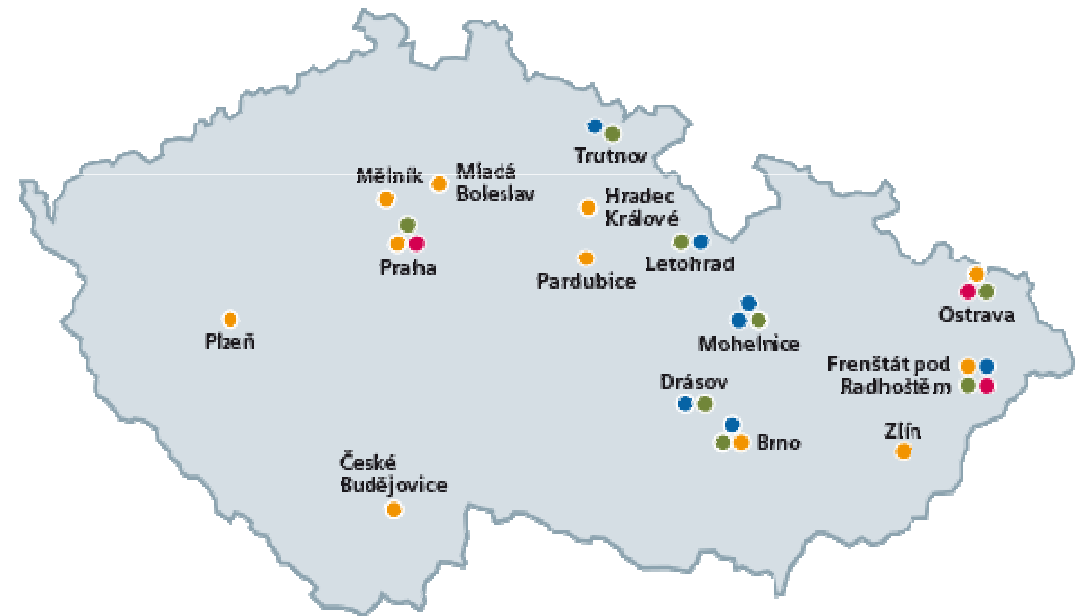 Trutnov
Mělník
Mladá
Boleslav
Hradec
Králové
Praha
Letohrad
Pardubice
Ostrava
Plzeň
Mohelnice
Frenštát pod
Radhoštěm
Drásov
Brno
Zlín
České
Budějovice